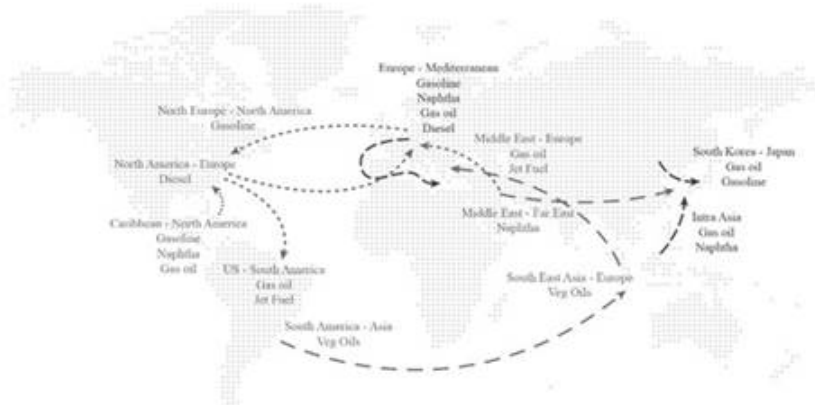 Europe - Mediterranean
Gasoline
Naphtha
Gas oil
Diesel
North Europe - North America
Gasoline
Middle East - Europe
Gas oil
Jet Fuel
South Korea - Japan
Gas oil
Gasoline
North America - Europe
Diesel
Middle East - Far East
Naphtha
Intra Asia
Gas oil
Naphtha
Caribbean - North America
Gasoline
Naphtha
Gas oil
US - South America
Gas oil
Jet Fuel
South East Asia - Europe
Veg Oils
South America - Asia
Veg Oils